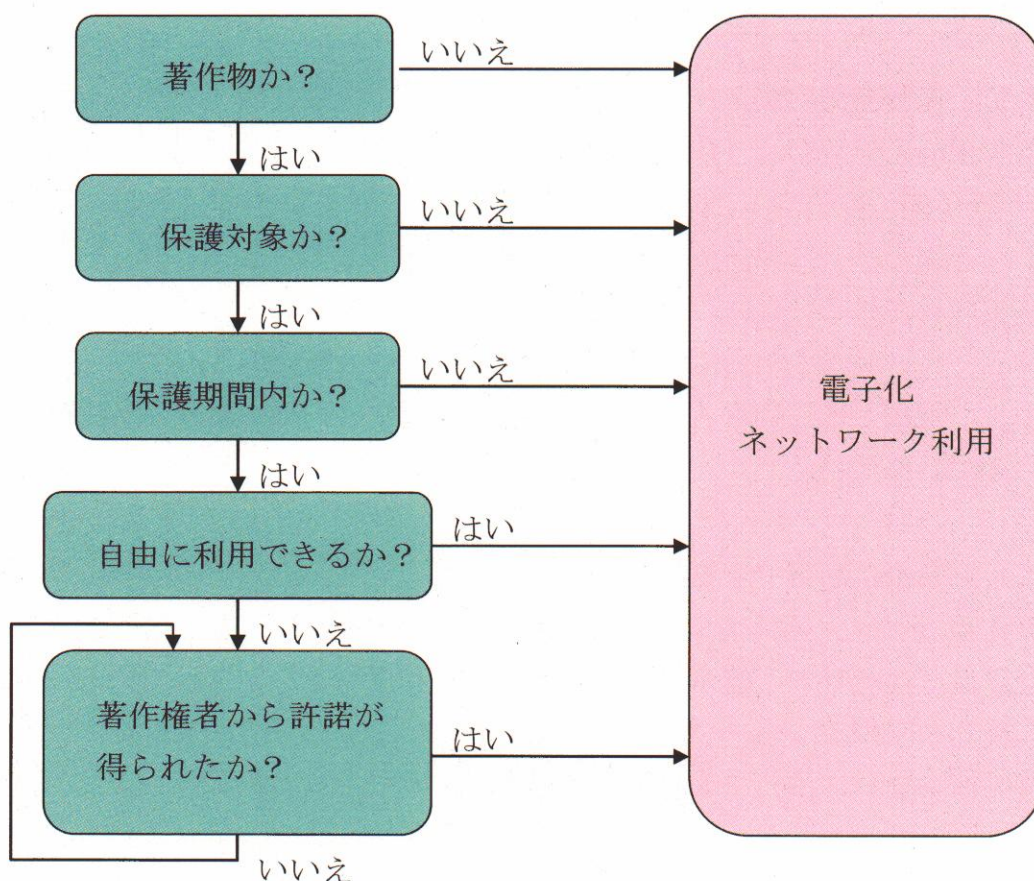 著作物か？
いいえ
はい
保護対象か？
いいえ
はい
保護期間内か？
いいえ
はい
自由に利用できるか？
はい
いいえ
著作権者から許諾が
得られたか？
はい
いいえ
電子化
ネットワーク利用